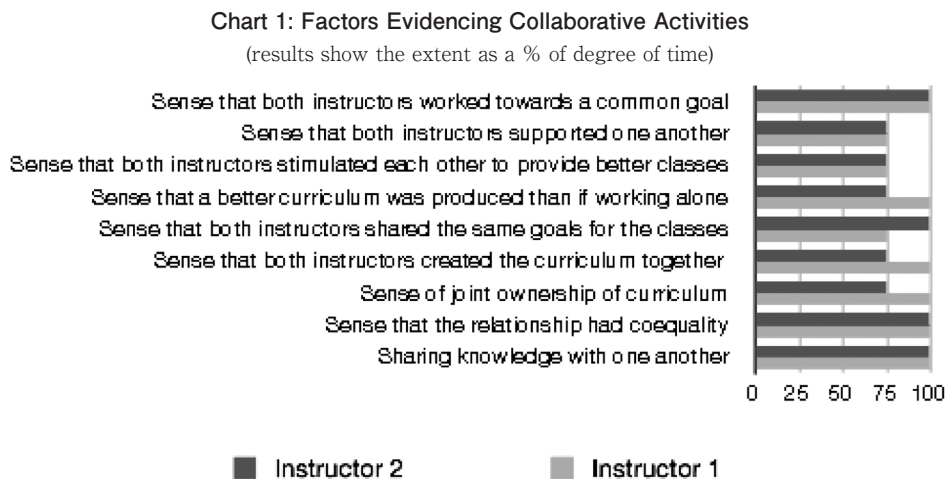 Chart 1: Factors Evidencing Collaborative Activities
(results show the extent as a % of degree of time)
Sense that both instructors worked towards a common goal
Sense that both instructors supported one another
Sense that both instructors stimulated each other to provide better classes
Sense that a better curriculum was produced than if working alone
Sense that both instructors shared the same goals for the classes
Sense that both instructors created the curriculum together
Sense of joint ownership of curriculum
Sense that the relationship had coequality
Sharing knowledge with one another
0 25 50 75 100
Instructor 2 Instructor 1